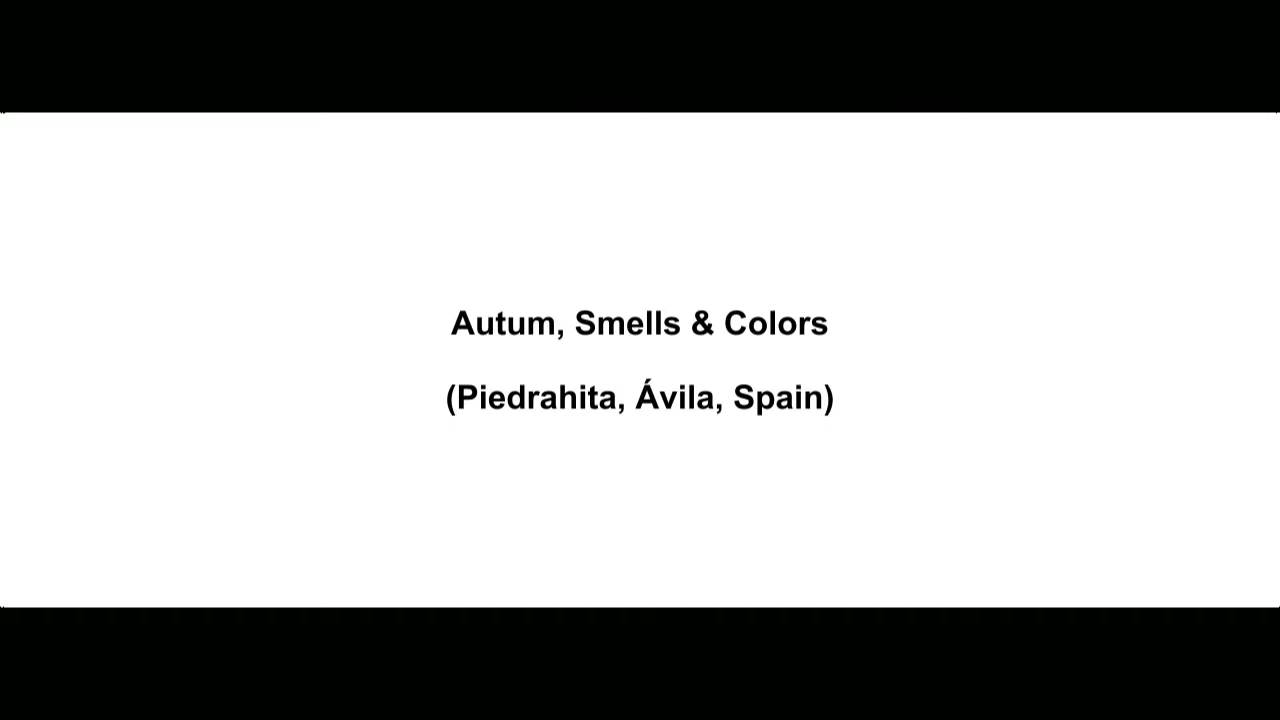 Autum, Smells & Colors
(Piedrahita, Ávila, Spain)